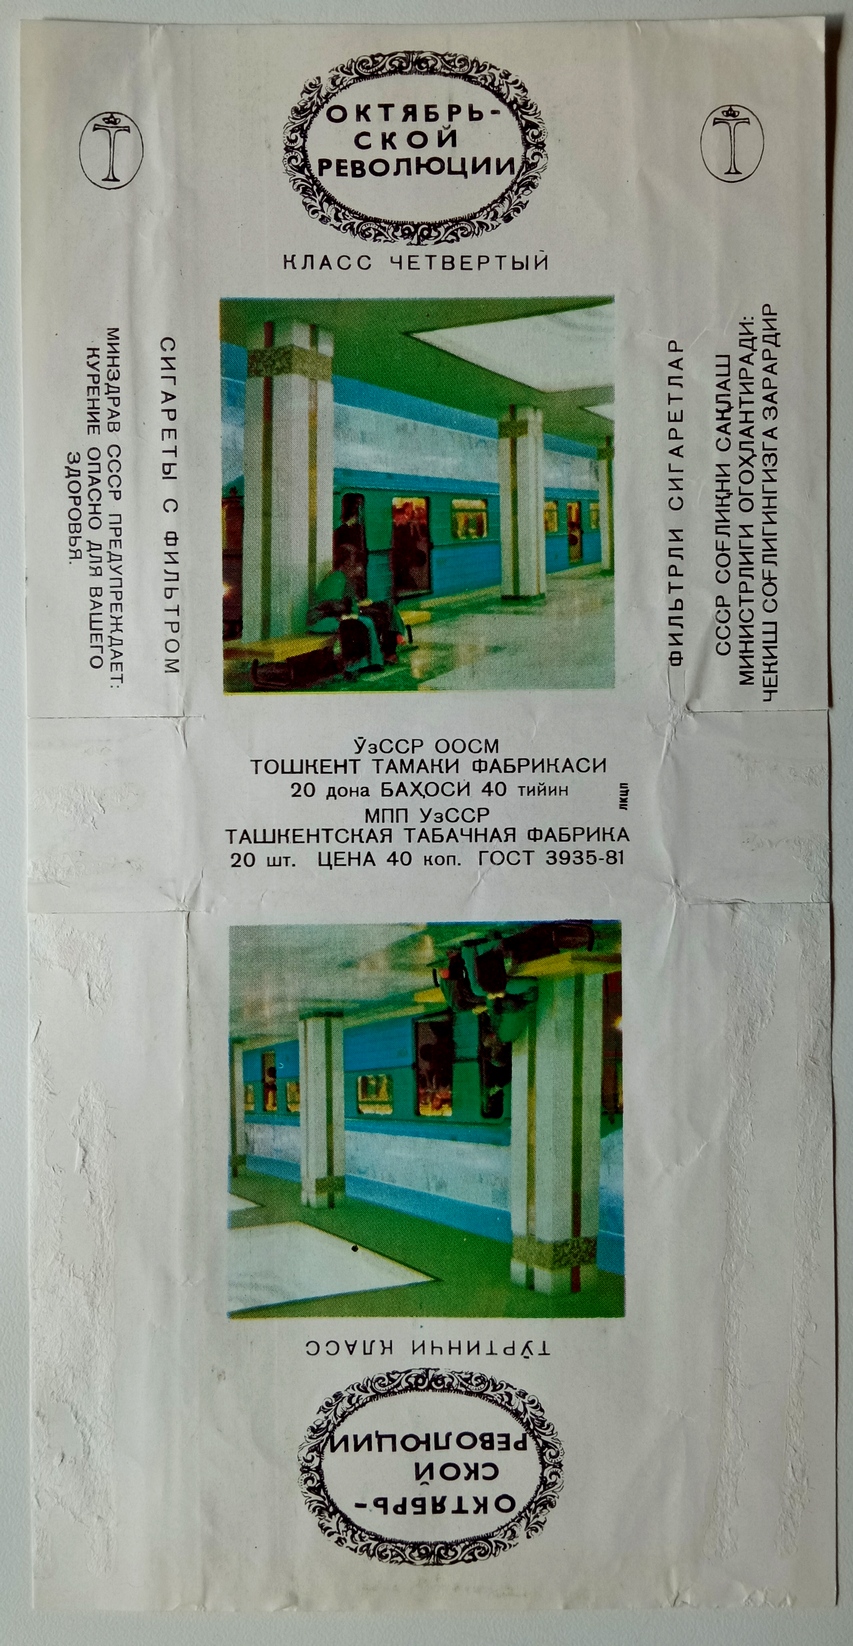 ОКТЯБРЬ-
СКОЙ
РЕВОЛЮЦИИ
КЛАСС ЧЕТВЕРТЫЙ
Т
Т
МИНЗДРАВ СССР ПРЕДУПРЕЖДАЕТ:
КУРЕНИЕ ОПАСНО ДЛЯ ВАШЕГО
ЗДОРОВЬЯ.
СИГАРЕТЫ С ФИЛЬТРОМ
ФИЛЬТРЛИ СИГАРЕТЛАР
СССР СОҒЛИҚНИ САҚЛАШ
МИНИСТРЛИГИ ОГОҲЛАНТИРАДИ:
ЧЕКИШ СОҒЛИГИНГИЗГА ЗАРАРДИР
ЎзССР ООСМ
ТОШКЕНТ ТАМАКИ ФАБРИКАСИ
20 дона БАҲОСИ 40 тийин
ЛКЦП
МПП УзССР
ТАШКЕНТСКАЯ ТАБАЧНАЯ ФАБРИКА
20 шт. ЦЕНА 40 коп. ГОСТ 3935-81
ТЎРТИНЧИ КЛАСС
ОКТЯБРЬ-
СКОЙ
РЕВОЛЮЦИИ